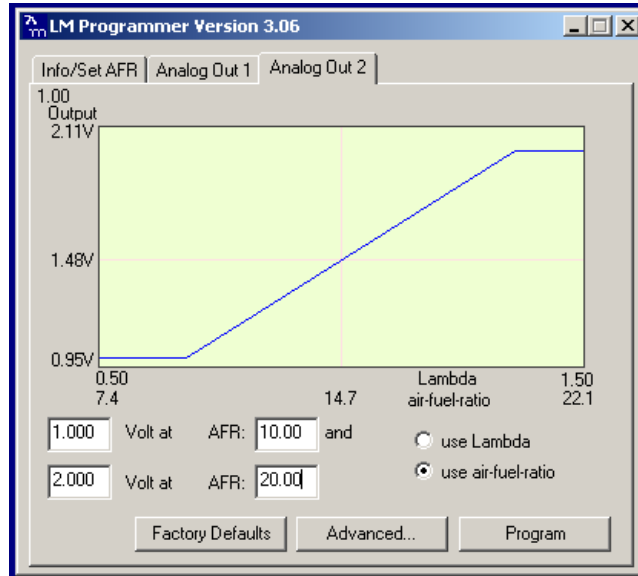 LM Programmer Version 3.06
Info/Set AFR Analog Out 1 Analog Out 2
1.00
Output
2.11V
1.48V
0.95V
0.50 Lambda 1.50
7.4 14.7 air-fuel-ratio 22.1
1.000 Volt at AFR: 10.00 and
use Lambda
2.000 Volt at AFR: 20.00
use air-fuel-ratio
Factory Defaults Advanced... Program